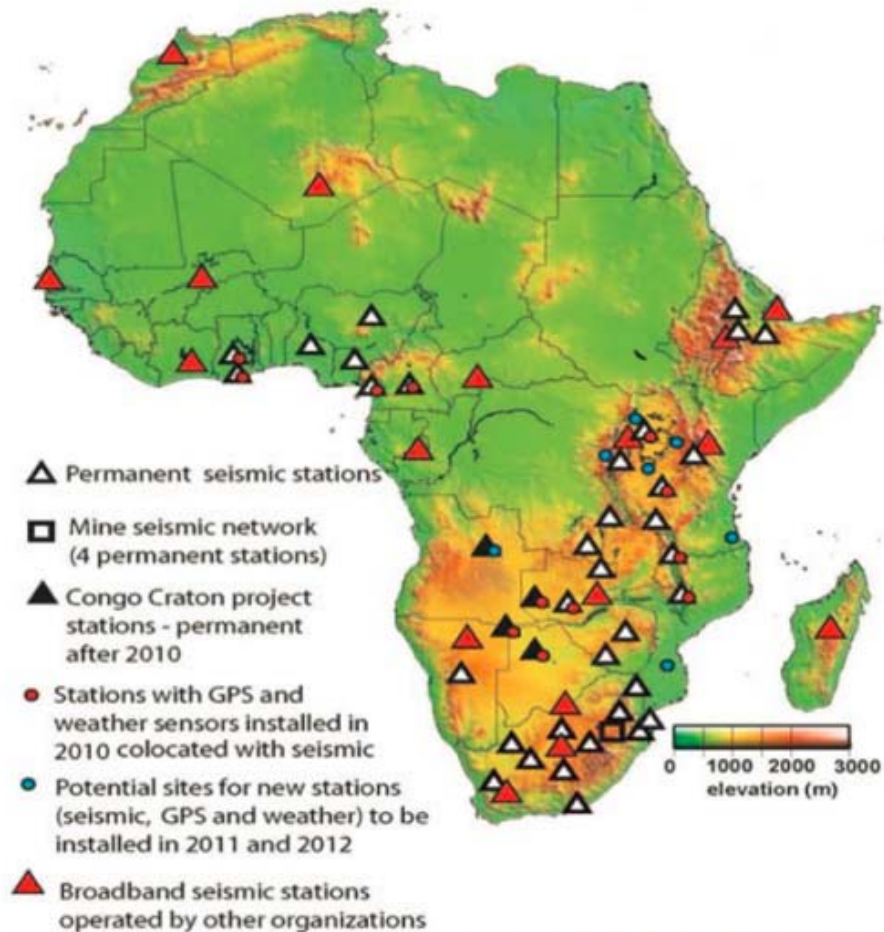 Permanent seismic stations
Mine seismic network
(4 permanent stations)
Congo Craton project
stations - permanent
after 2010
Stations with GPS and
weather sensors installed in
2010 colocated with seismic
Potential sites for new stations
(seismic, GPS and weather) to be
installed in 2011 and 2012
Broadband seismic stations
operated by other organizations
0 1000 2000 3000
elevation (m)